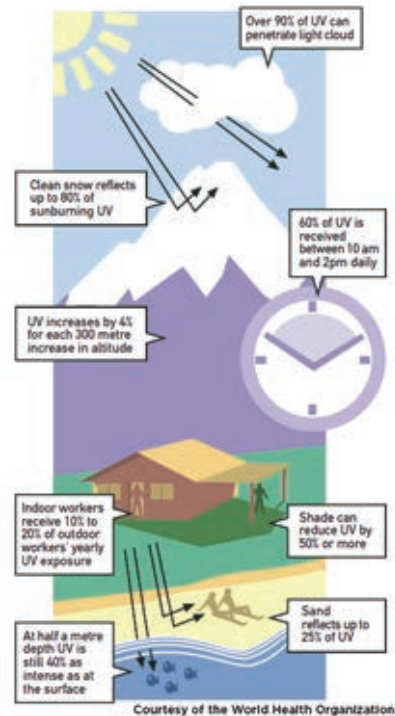 Over 90% of UV can
penetrate light cloud
Clean snow reflects
up to 80% of
sunburning UV
60% of UV is
received
between 10 am
and 2pm daily
UV increases by 4%
for each 300 metre
increase in altitude
Indoor workers
receive 10% to
20% of outdoor
workers' yearly
UV exposure
Shade can
reduce UV by
50% or more
Sand
reflects up to
25% of UV
At half a metre
depth UV is
still 40% as
intense as at
the surface
Courtesy of the World Health Organization